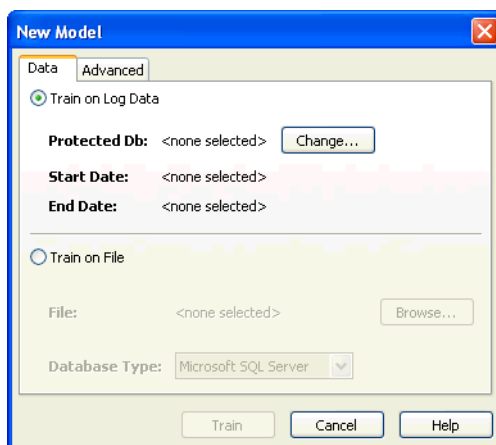 New Model
Data Advanced
Train on Log Data
Protected Db: <none selected> Change...
Start Date: <none selected>
End Date: <none selected>
Train on File
File: <none selected> Browse...
Database Type: Microsoft SQL Server
Train Cancel Help